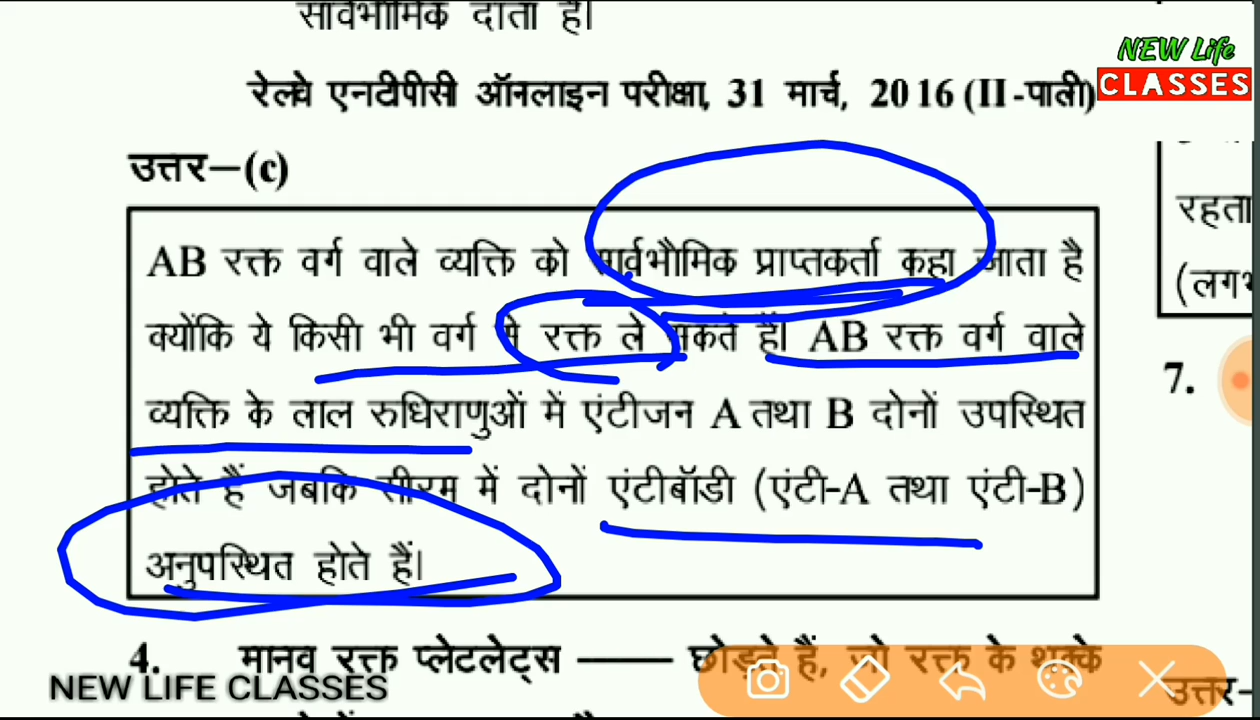 सार्वभौमिक दाता है।
NEW Life
CLASSES
रेलवे एनटीपीसी ऑनलाइन परीक्षा, 31 मार्च, 2016 (II-पाली)
उत्तर–(c)
AB रक्त वर्ग वाले व्यक्ति को सार्वभौमिक प्राप्तकर्ता कहा जाता है
क्योंकि ये किसी भी वर्ग से रक्त ले सकते हैं। AB रक्त वर्ग वाले
व्यक्ति के लाल रुधिराणुओं में एंटीजन A तथा B दोनों उपस्थित
होते हैं जबकि सीरम में दोनों एंटीबॉडी (एंटी-A तथा एंटी-B)
अनुपस्थित होते हैं।
4. मानव रक्त प्लेटलेट्स —— छोड़ते हैं, जो रक्त के थक्के
NEW LIFE CLASSES
रहता
(लगभ
7.
उत्तर–